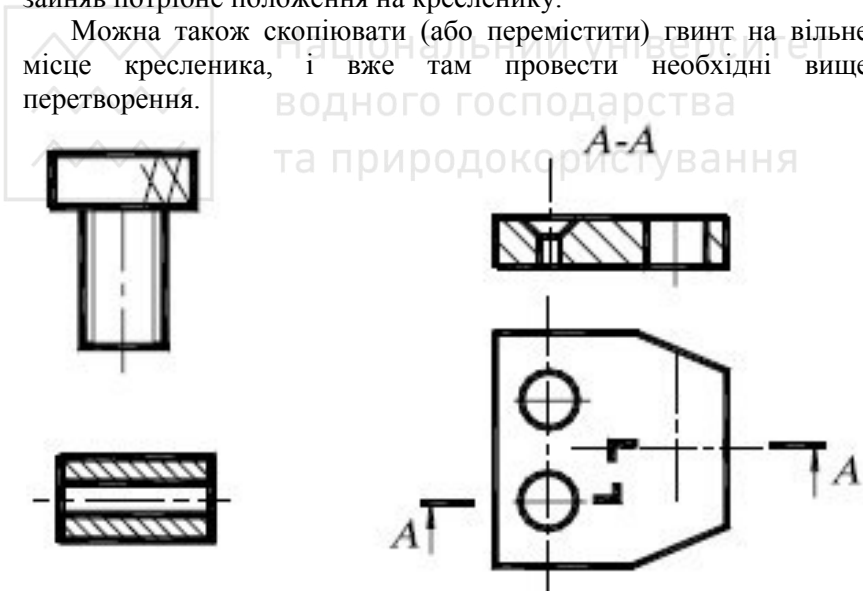 зайняв потрібне положення на кресленику.
Можна також скопіювати (або перемістити) гвинт на вільне
місце кресленика, і вже там провести необхідні вище
перетворення.
Національний університет
водного господарства
та природокористування
А-А
А
А